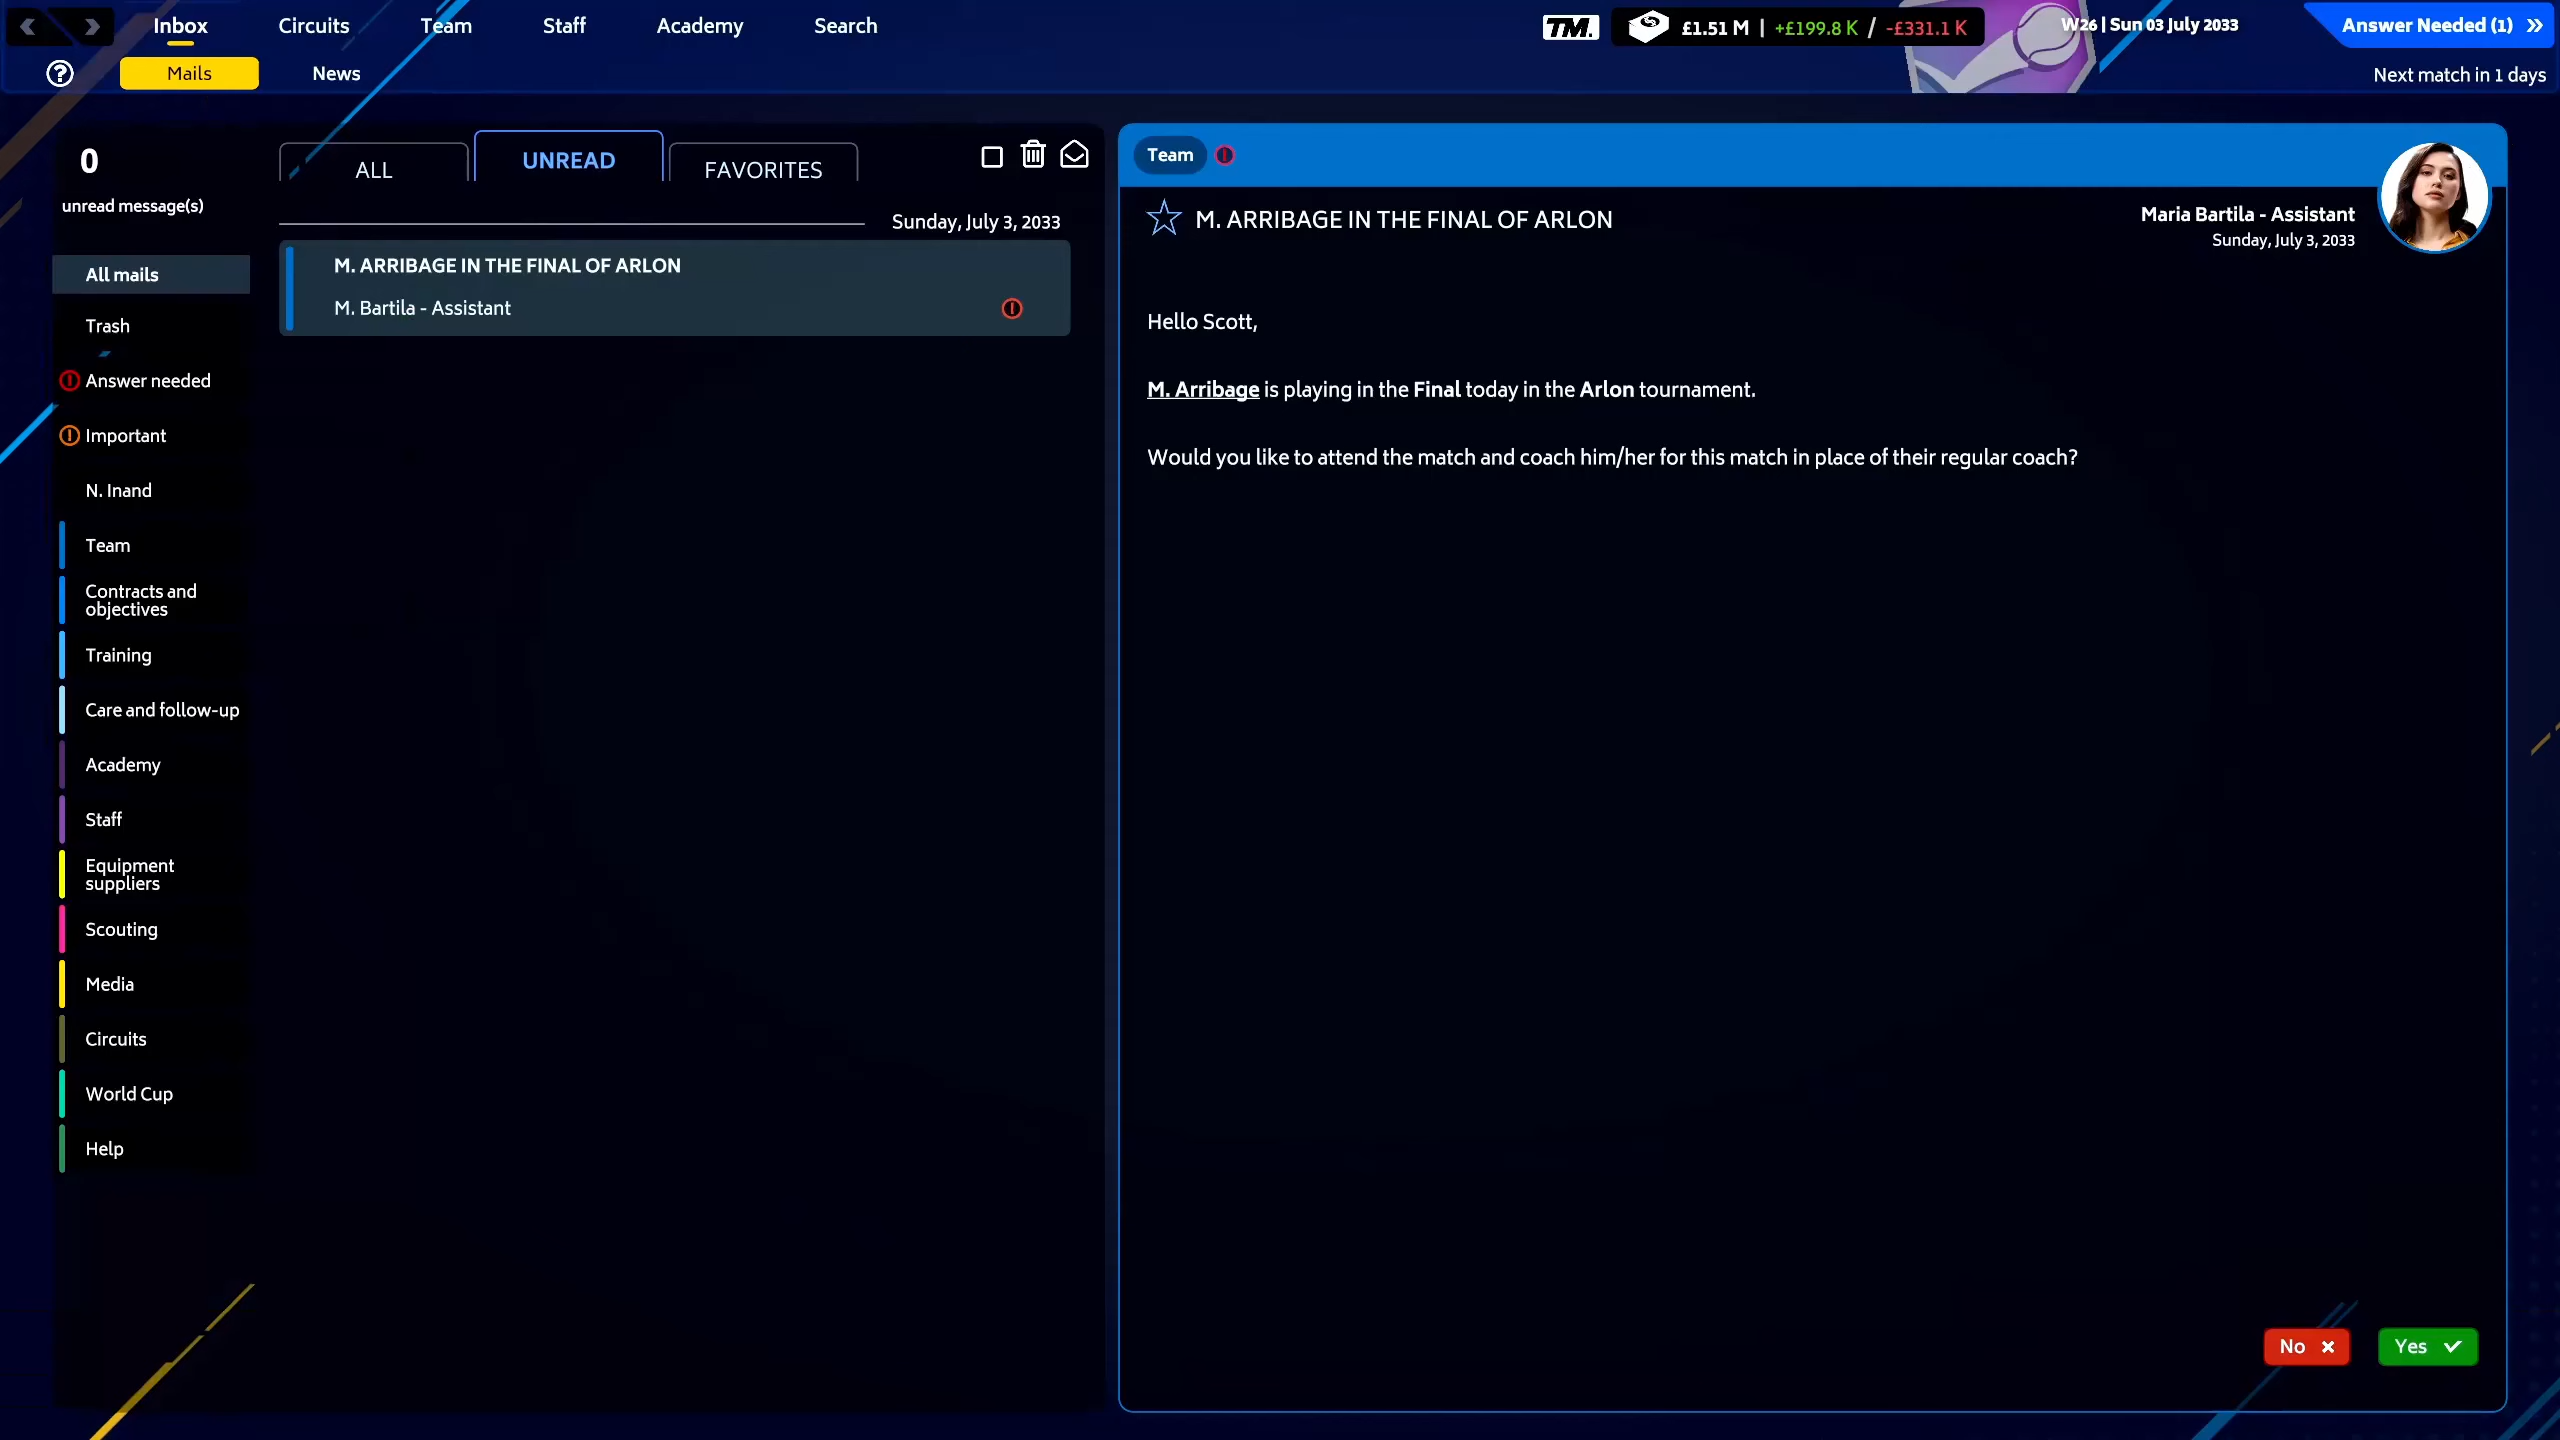 Inbox
Circuits
Team
Staff
Academy
Search
TM.
£1.51 M | +£199.8 K / -£331.1 K
W26 | Sun 03 July 2033
Answer Needed (1)
Mails
News
Next match in 1 days
0
unread message(s)
All mails
Trash
Answer needed
Important
N. Inand
Team
Contracts and
objectives
Training
Care and follow-up
Academy
Staff
Equipment
suppliers
Scouting
Media
Circuits
World Cup
Help
ALL
UNREAD
FAVORITES
Sunday, July 3, 2033
M. ARRIBAGE IN THE FINAL OF ARLON
M. Bartila - Assistant
Team
M. ARRIBAGE IN THE FINAL OF ARLON
Maria Bartila - Assistant
Sunday, July 3, 2033
Hello Scott,
M. Arribage is playing in the Final today in the Arlon tournament.
Would you like to attend the match and coach him/her for this match in place of their regular coach?
No
Yes